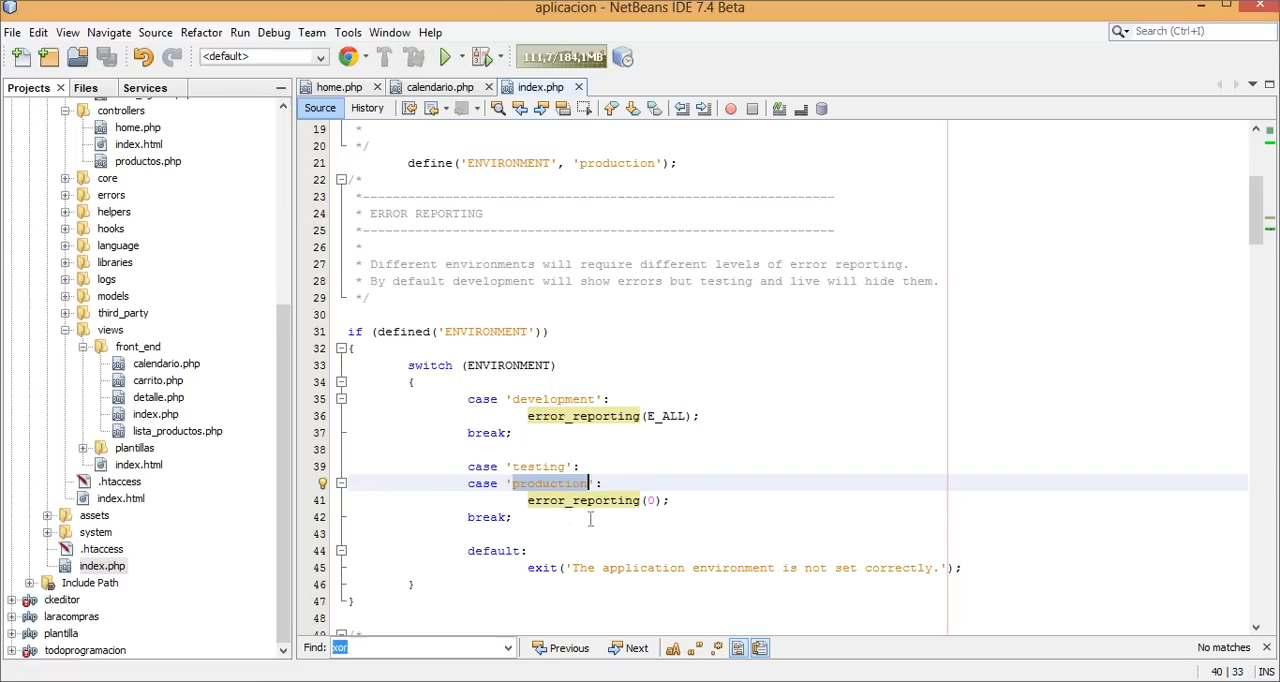 aplicacion - NetBeans IDE 7.4 Beta
File Edit View Navigate Source Refactor Run Debug Team Tools Window Help
Search (Ctrl+I)
<default>
111,7/184,1MB
Projects
Files
Services
controllers
home.php
index.html
productos.php
core
errors
helpers
hooks
language
libraries
logs
models
third_party
views
front_end
calendario.php
carrito.php
detalle.php
index.php
lista_productos.php
plantillas
index.html
.htaccess
index.html
assets
system
.htaccess
index.php
Include Path
ckeditor
laracompras
plantilla
todoprogramacion
home.php
calendario.php
index.php
Source
History
19 *
20 */
21 define('ENVIRONMENT', 'production');
22 /*
23 *---------------------------------------------------------------
24 * ERROR REPORTING
25 *---------------------------------------------------------------
26 *
27 * Different environments will require different levels of error reporting.
28 * By default development will show errors but testing and live will hide them.
29 */
30
31 if (defined('ENVIRONMENT'))
32 {
33 switch (ENVIRONMENT)
34 {
35 case 'development':
36 error_reporting(E_ALL);
37 break;
38
39 case 'testing':
40 case 'production':
41 error_reporting(0);
42 break;
43
44 default:
45 exit('The application environment is not set correctly.');
46 }
47 }
48
Find: xor
Previous
Next
No matches
40 | 33
INS